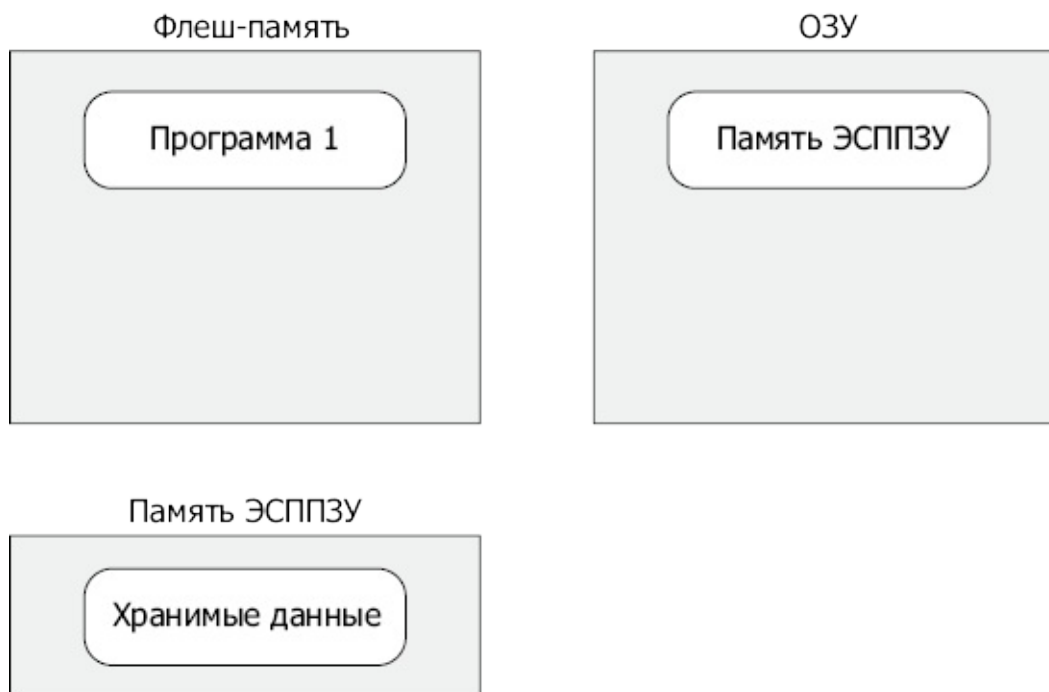 Флеш-память
ОЗУ
Программа 1
Память ЭСППЗУ
Память ЭСППЗУ
Хранимые данные